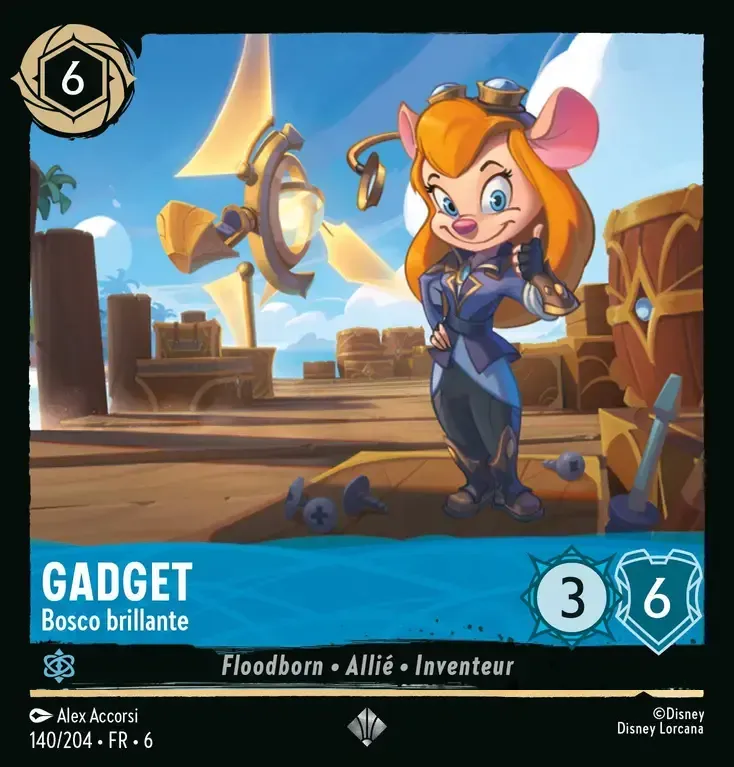 6
GADGET
Bosco brillante
3
6
Floodborn • Allié • Inventeur
Alex Accorsi
©Disney
140/204 • FR • 6
Disney Lorcana